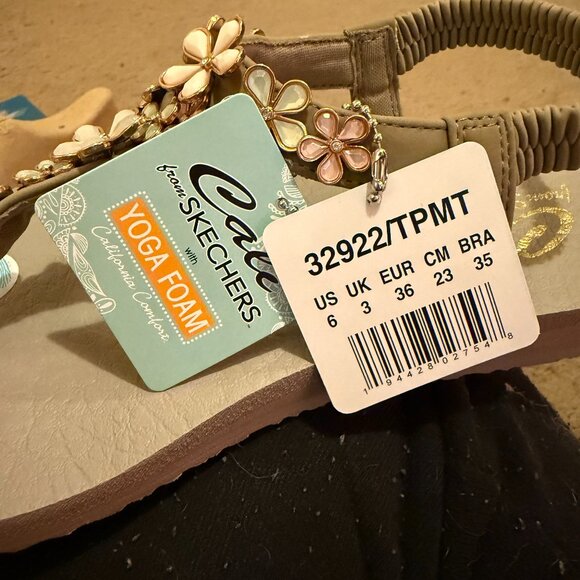 Cali
from SKECHERS™
with
YOGA FOAM
California Comfort
32922/TPMT
US UK EUR CM BRA
6 3 36 23 35
1 94428 02754 8